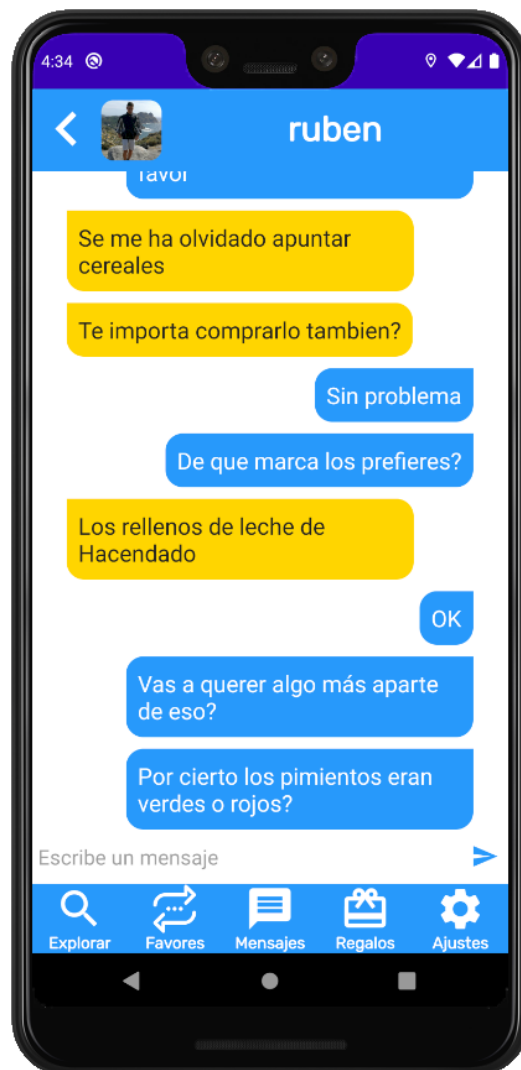 4:34
ruben
favor
Se me ha olvidado apuntar
cereales
Te importa comprarlo tambien?
Sin problema
De que marca los prefieres?
Los rellenos de leche de
Hacendado
OK
Vas a querer algo más aparte
de eso?
Por cierto los pimientos eran
verdes o rojos?
Escribe un mensaje
Explorar
Favores
Mensajes
Regalos
Ajustes